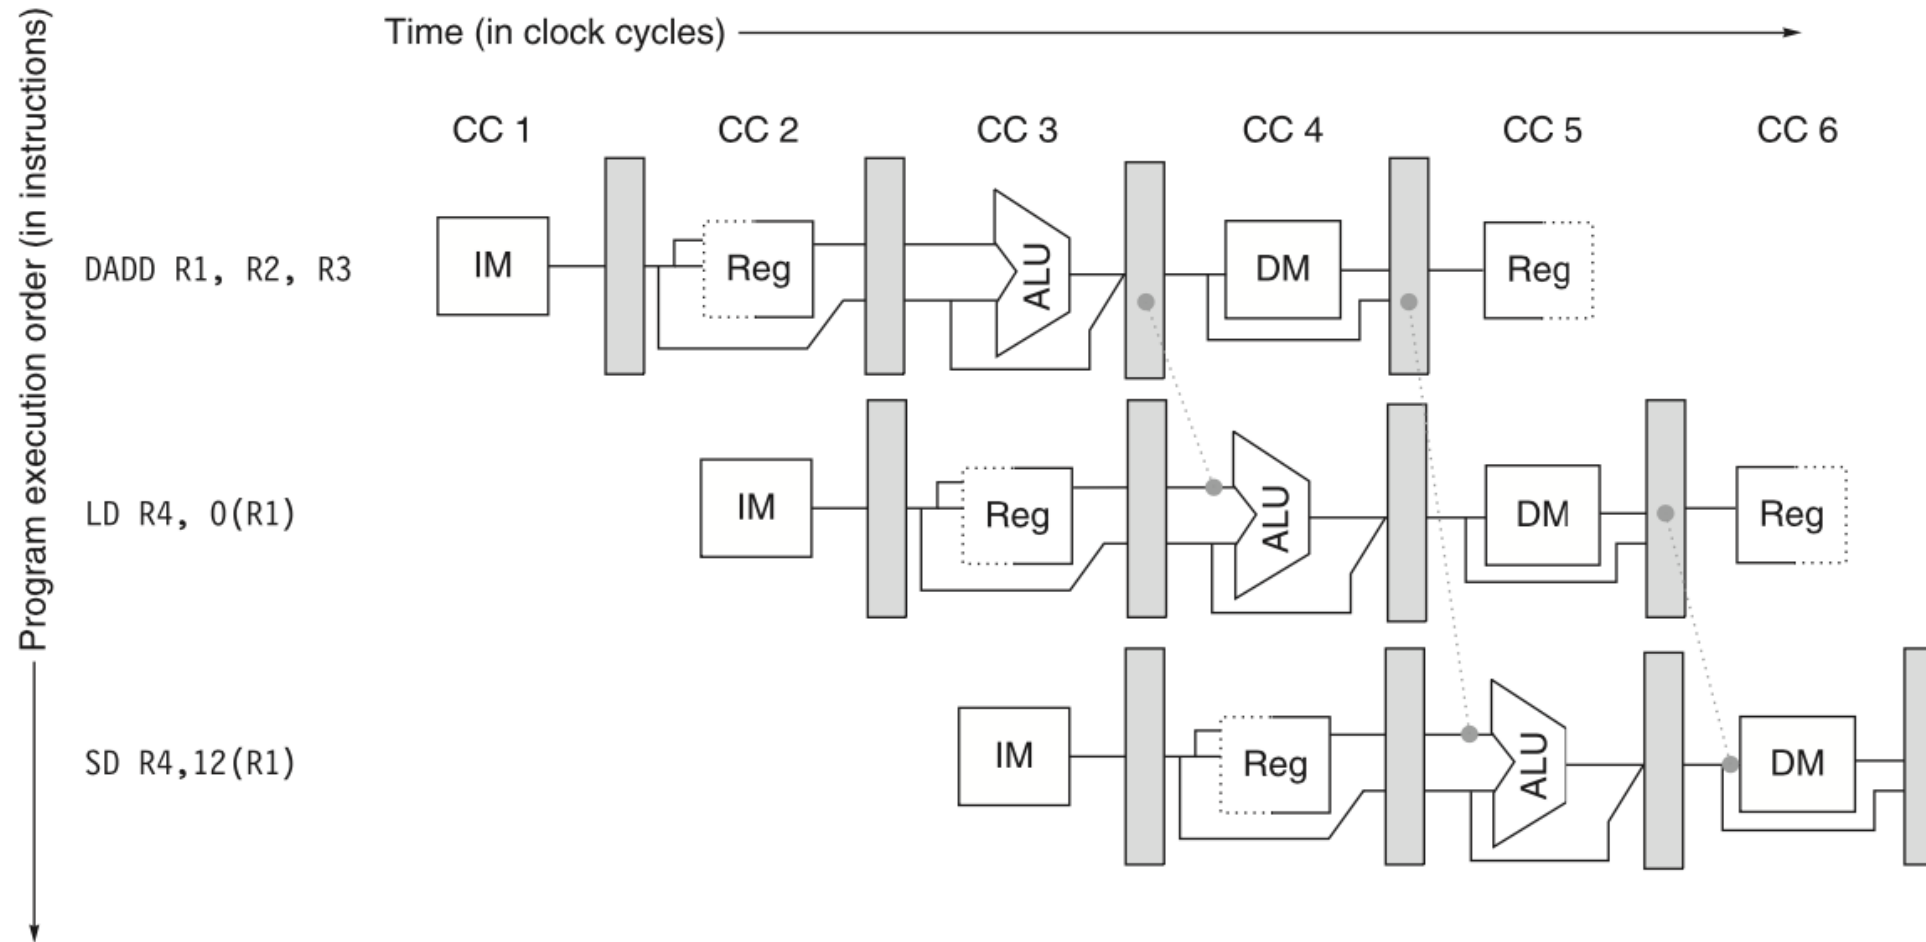 Time (in clock cycles)
CC 1 CC 2 CC 3 CC 4 CC 5 CC 6
Program execution order (in instructions)
DADD R1, R2, R3 IM Reg ALU DM Reg
LD R4, 0(R1) IM Reg ALU DM Reg
SD R4,12(R1) IM Reg ALU DM